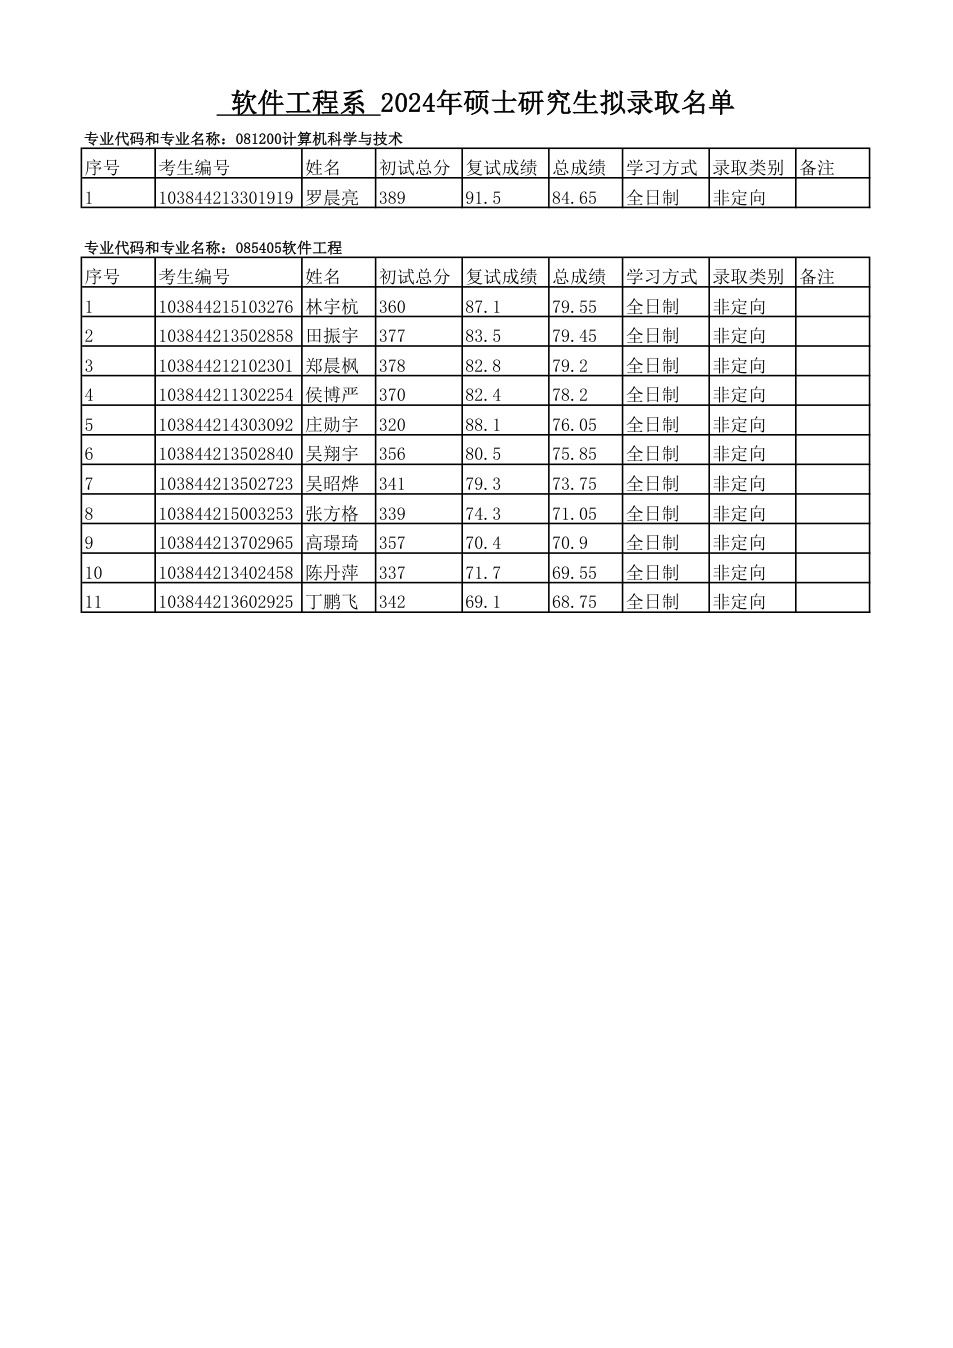 软件工程系 2024年硕士研究生拟录取名单
专业代码和专业名称：081200计算机科学与技术
序号 考生编号 姓名 初试总分 复试成绩 总成绩 学习方式 录取类别 备注
1 103844213301919 罗晨亮 389 91.5 84.65 全日制 非定向
专业代码和专业名称：085405软件工程
序号 考生编号 姓名 初试总分 复试成绩 总成绩 学习方式 录取类别 备注
1 103844215103276 林宇杭 360 87.1 79.55 全日制 非定向
2 103844213502858 田振宇 377 83.5 79.45 全日制 非定向
3 103844212102301 郑晨枫 378 82.8 79.2 全日制 非定向
4 103844211302254 侯博严 370 82.4 78.2 全日制 非定向
5 103844214303092 庄勋宇 320 88.1 76.05 全日制 非定向
6 103844213502840 吴翔宇 356 80.5 75.85 全日制 非定向
7 103844213502723 吴昭烨 341 79.3 73.75 全日制 非定向
8 103844215003253 张方格 339 74.3 71.05 全日制 非定向
9 103844213702965 高璟琦 357 70.4 70.9 全日制 非定向
10 103844213402458 陈丹萍 337 71.7 69.55 全日制 非定向
11 103844213602925 丁鹏飞 342 69.1 68.75 全日制 非定向